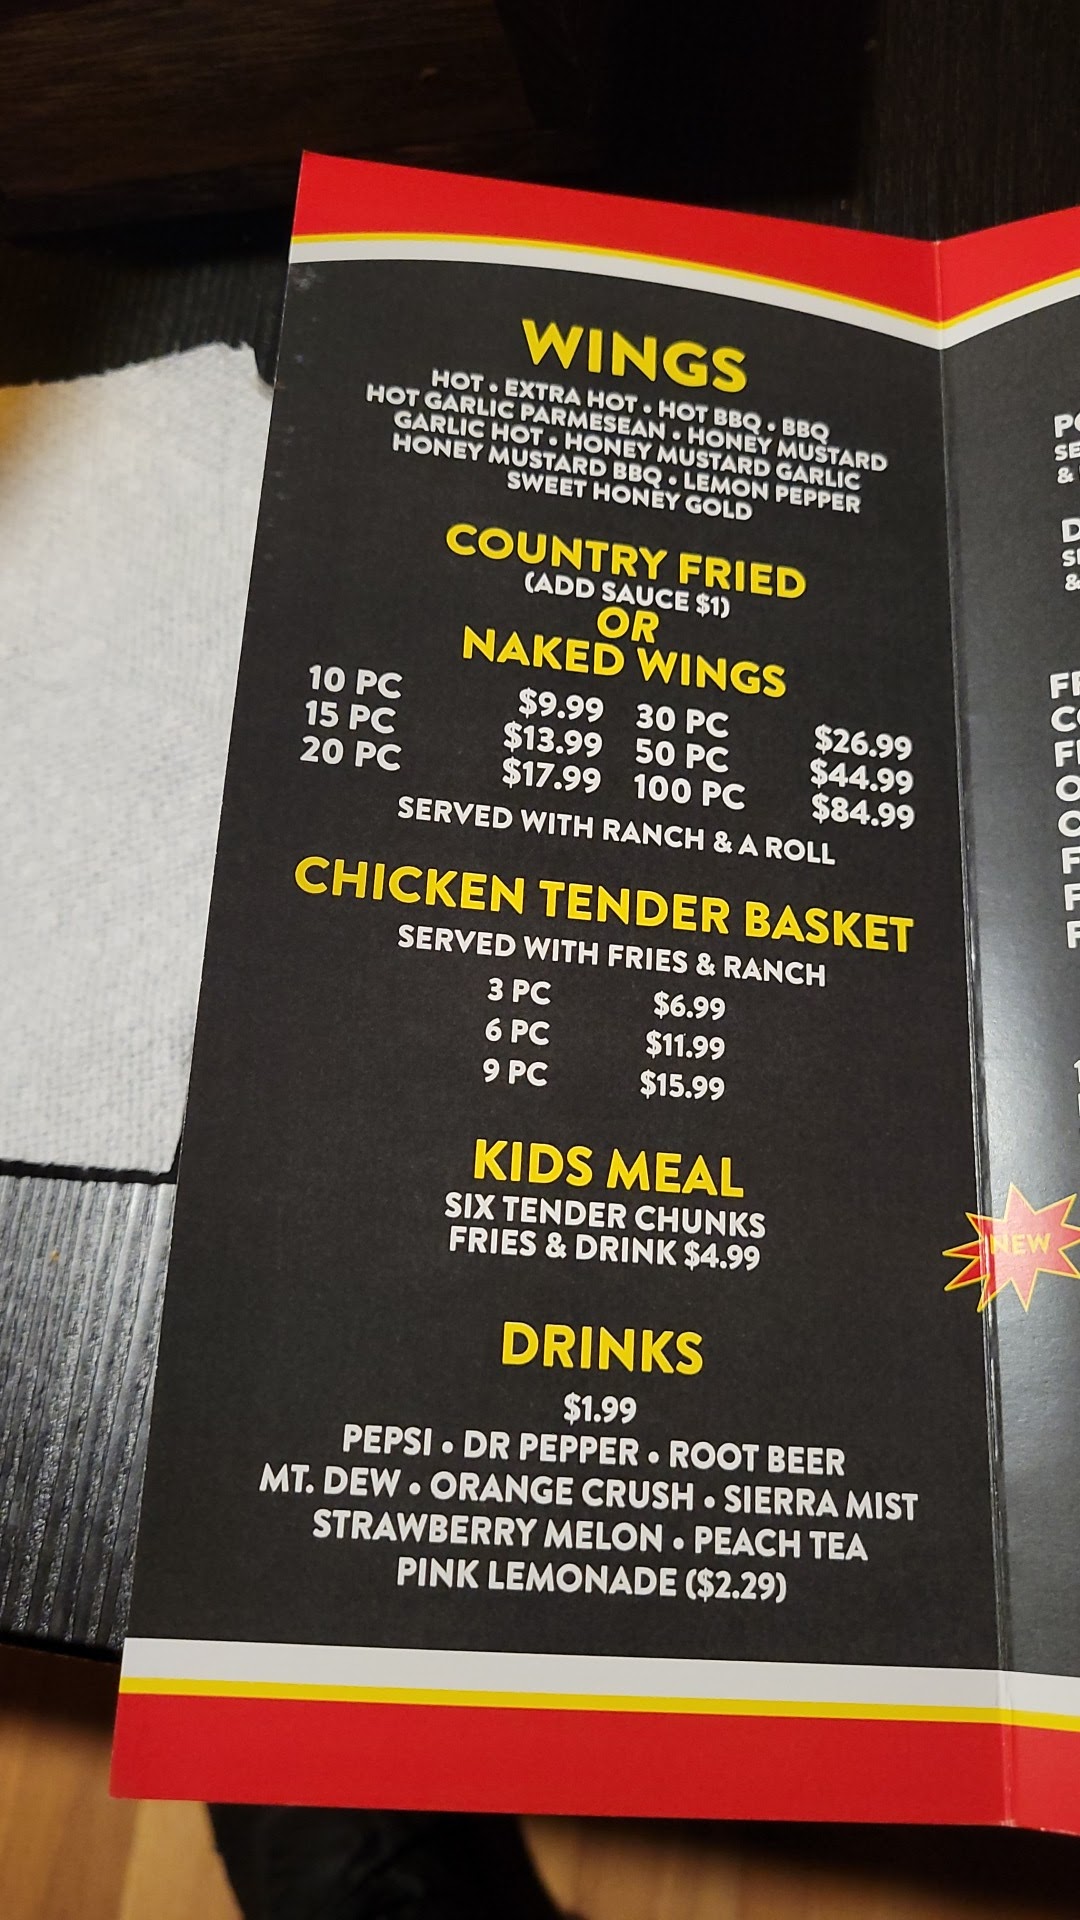 WINGS
HOT • EXTRA HOT • HOT BBQ • BBQ
HOT GARLIC PARMESEAN • HONEY MUSTARD
GARLIC HOT • HONEY MUSTARD GARLIC
HONEY MUSTARD BBQ • LEMON PEPPER
SWEET HONEY GOLD
COUNTRY FRIED
(ADD SAUCE $1)
OR
NAKED WINGS
10 PC $9.99 30 PC $26.99
15 PC $13.99 50 PC $44.99
20 PC $17.99 100 PC $84.99
SERVED WITH RANCH & A ROLL
CHICKEN TENDER BASKET
SERVED WITH FRIES & RANCH
3 PC $6.99
6 PC $11.99
9 PC $15.99
KIDS MEAL
SIX TENDER CHUNKS
FRIES & DRINK $4.99
DRINKS
$1.99
PEPSI • DR PEPPER • ROOT BEER
MT. DEW • ORANGE CRUSH • SIERRA MIST
STRAWBERRY MELON • PEACH TEA
PINK LEMONADE ($2.29)
NEW